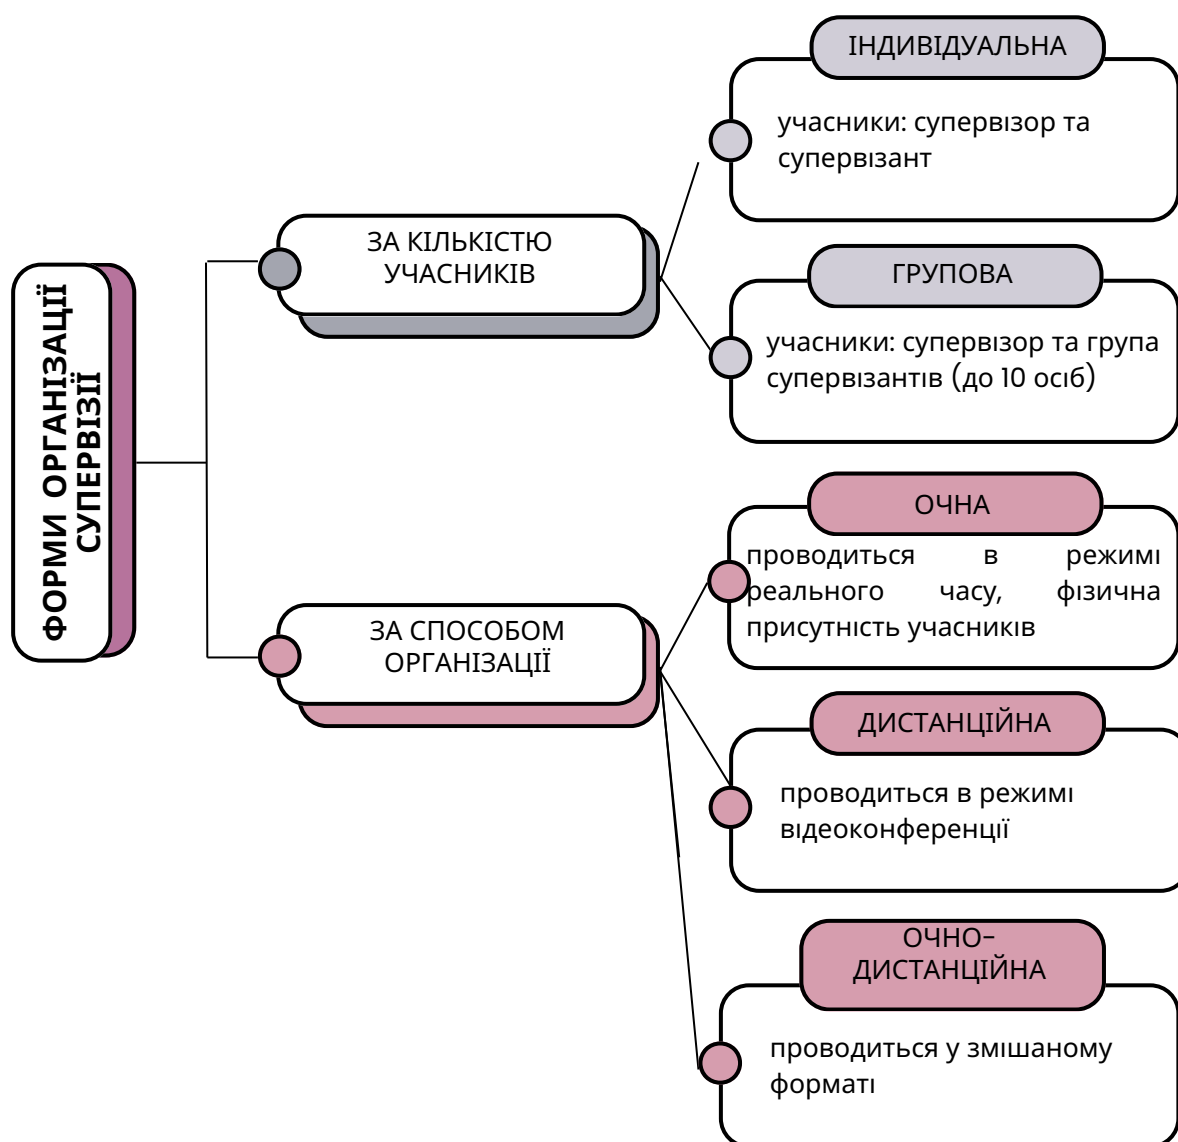 ФОРМИ ОРГАНІЗАЦІЇ
СУПЕРВІЗІЇ
ЗА КІЛЬКІСТЮ
УЧАСНИКІВ
ІНДИВІДУАЛЬНА
учасники: супервізор та
супервізант
ГРУПОВА
учасники: супервізор та група
супервізантів (до 10 осіб)
ЗА СПОСОБОМ
ОРГАНІЗАЦІЇ
ОЧНА
проводиться в режимі
реального часу, фізична
присутність учасників
ДИСТАНЦІЙНА
проводиться в режимі
відеоконференції
ОЧНО-
ДИСТАНЦІЙНА
проводиться у змішаному
форматі